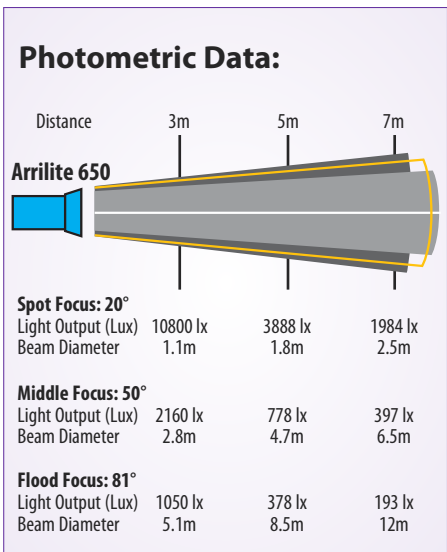 Photometric Data:
Distance 3m 5m 7m
Arrilite 650
Spot Focus: 20°
Light Output (Lux) 10800 lx 3888 lx 1984 lx
Beam Diameter 1.1m 1.8m 2.5m
Middle Focus: 50°
Light Output (Lux) 2160 lx 778 lx 397 lx
Beam Diameter 2.8m 4.7m 6.5m
Flood Focus: 81°
Light Output (Lux) 1050 lx 378 lx 193 lx
Beam Diameter 5.1m 8.5m 12m